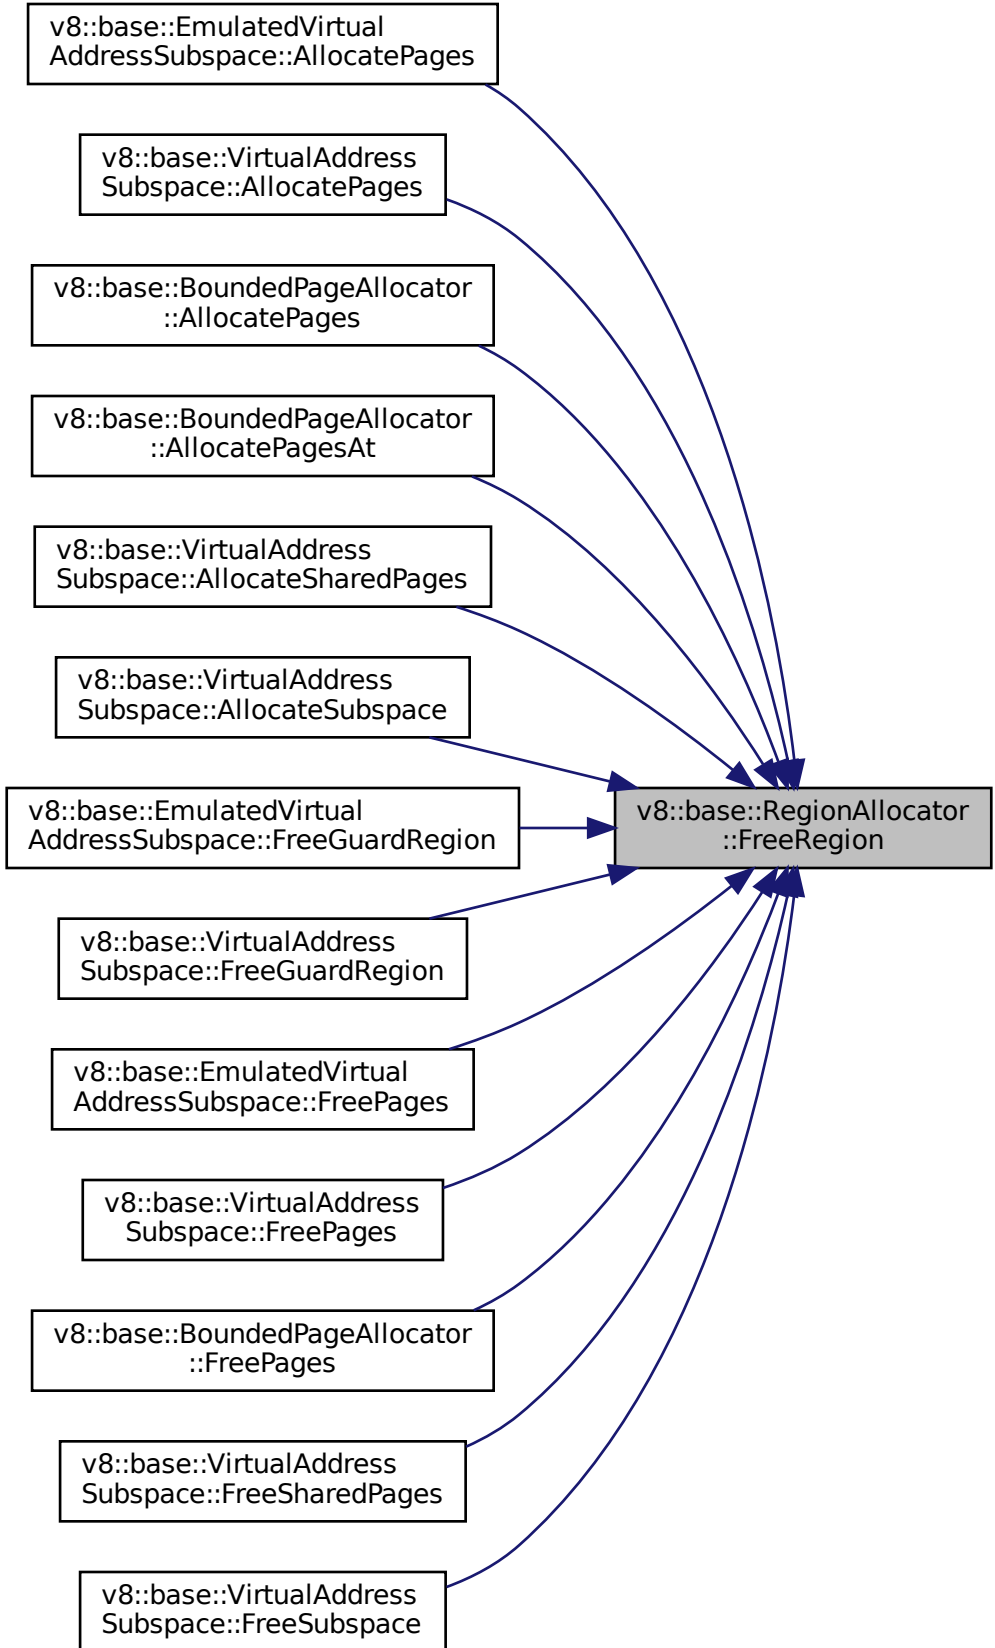 v8::base::EmulatedVirtual
AddressSubspace::AllocatePages
v8::base::VirtualAddress
Subspace::AllocatePages
v8::base::BoundedPageAllocator
::AllocatePages
v8::base::BoundedPageAllocator
::AllocatePagesAt
v8::base::VirtualAddress
Subspace::AllocateSharedPages
v8::base::VirtualAddress
Subspace::AllocateSubspace
v8::base::EmulatedVirtual
AddressSubspace::FreeGuardRegion
v8::base::RegionAllocator
::FreeRegion
v8::base::VirtualAddress
Subspace::FreeGuardRegion
v8::base::EmulatedVirtual
AddressSubspace::FreePages
v8::base::VirtualAddress
Subspace::FreePages
v8::base::BoundedPageAllocator
::FreePages
v8::base::VirtualAddress
Subspace::FreeSharedPages
v8::base::VirtualAddress
Subspace::FreeSubspace